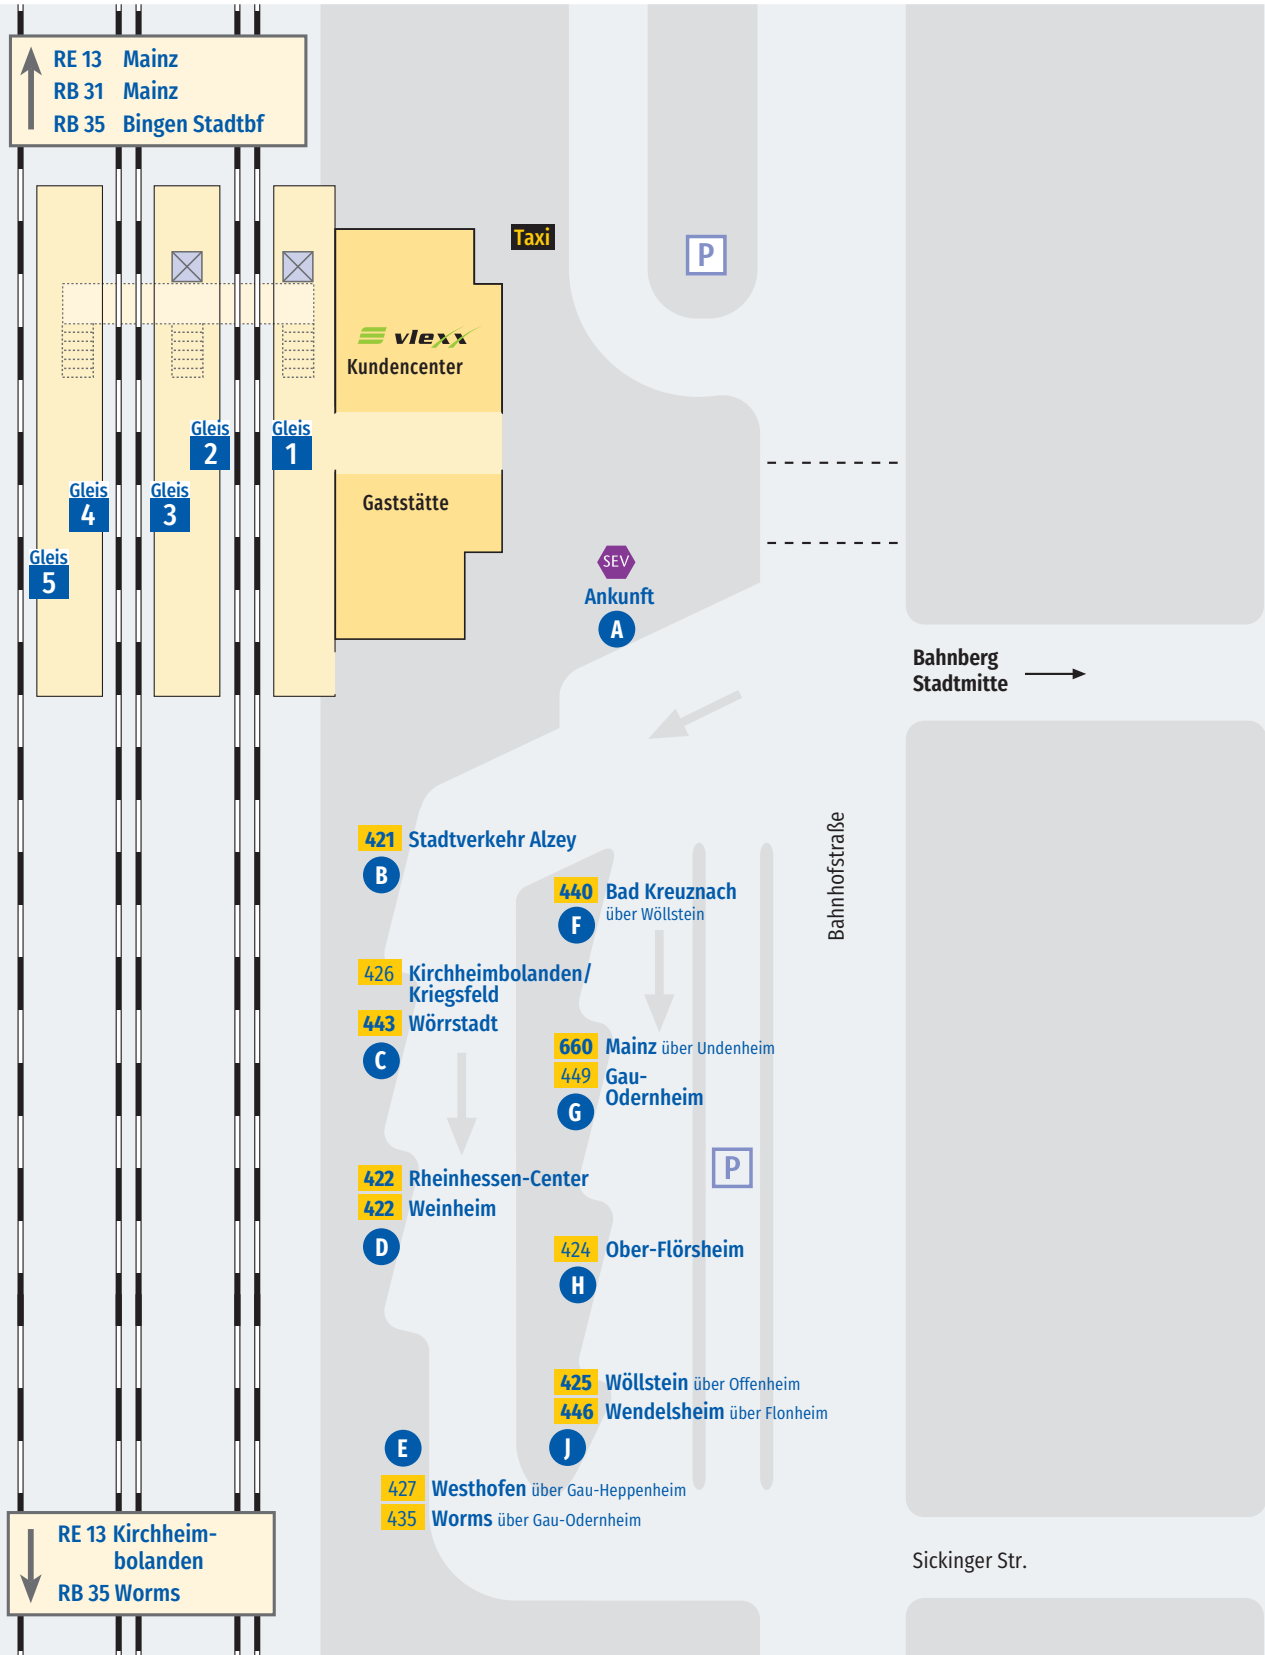 RE 13 Mainz
RB 31 Mainz
RB 35 Bingen Stadtbf
Taxi
P
vlexx
Kundencenter
Gleis
2
Gleis
1
Gaststätte
Gleis
4
Gleis
3
Gleis
5
SEV
Ankunft
A
Bahnberg
Stadtmitte
Bahnhofstraße
421 Stadtverkehr Alzey
B
440 Bad Kreuznach
über Wöllstein
F
426 Kirchheimbolanden/
Kriegsfeld
443 Wörrstadt
C
660 Mainz über Undenheim
449 Gau-
Odernheim
G
P
422 Rheinhessen-Center
422 Weinheim
D
424 Ober-Flörsheim
H
425 Wöllstein über Offenheim
446 Wendelsheim über Flonheim
J
E
427 Westhofen über Gau-Heppenheim
435 Worms über Gau-Odernheim
RE 13 Kirchheim-
bolanden
RB 35 Worms
Sickinger Str.